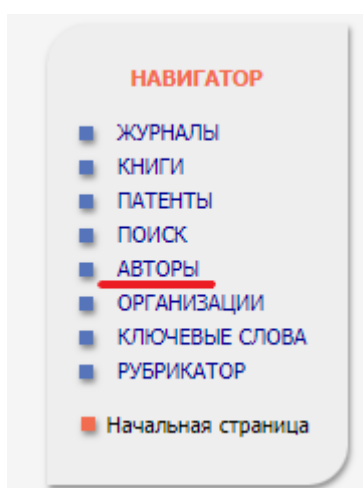 НАВИГАТОР
ЖУРНАЛЫ
КНИГИ
ПАТЕНТЫ
ПОИСК
АВТОРЫ
ОРГАНИЗАЦИИ
КЛЮЧЕВЫЕ СЛОВА
РУБРИКАТОР
Начальная страница